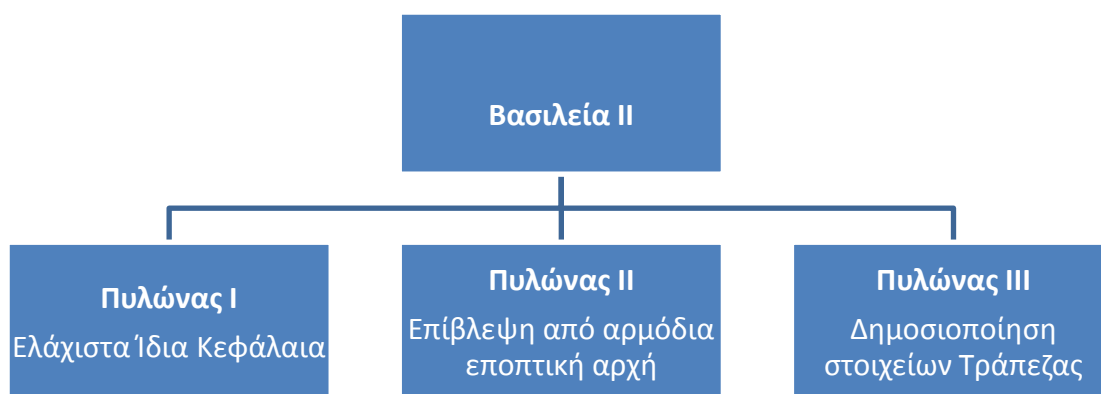 Βασιλεία ΙΙ
Πυλώνας Ι
Ελάχιστα Ίδια Κεφάλαια
Πυλώνας ΙΙ
Επίβλεψη από αρμόδια
εποπτική αρχή
Πυλώνας ΙΙΙ
Δημοσιοποίηση
στοιχείων Τράπεζας